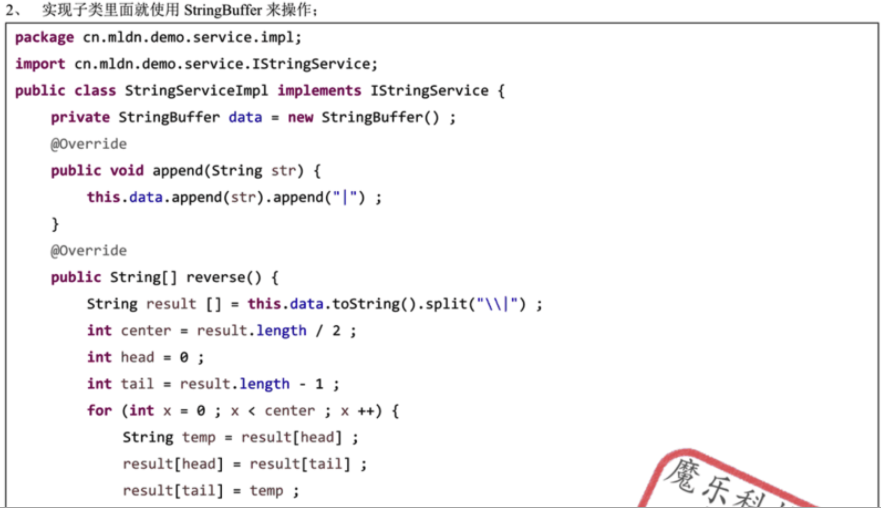 2、 实现子类里面就使用 StringBuffer 来操作；
package cn.mldn.demo.service.impl;
import cn.mldn.demo.service.IStringService;
public class StringServiceImpl implements IStringService {
    private StringBuffer data = new StringBuffer() ;
    @Override
    public void append(String str) {
        this.data.append(str).append("|") ;
    }
    @Override
    public String[] reverse() {
        String result [] = this.data.toString().split("\\|") ;
        int center = result.length / 2 ;
        int head = 0 ;
        int tail = result.length - 1 ;
        for (int x = 0 ; x < center ; x ++) {
            String temp = result[head] ;
            result[head] = result[tail] ;
            result[tail] = temp ;
魔乐科